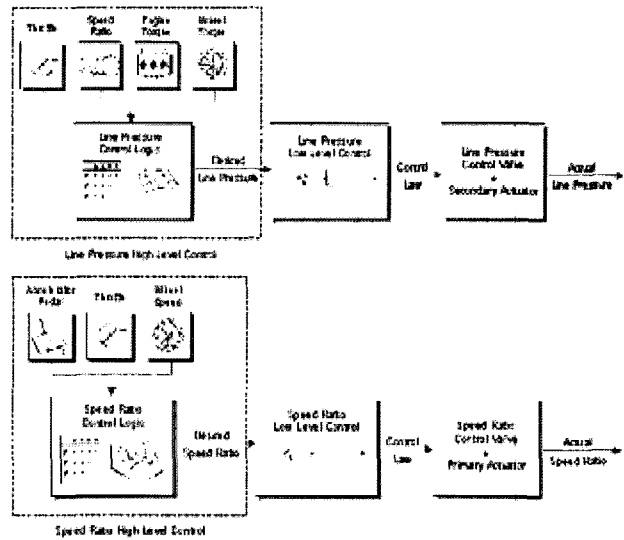 Throttle
Speed
Ratio
Engine
Torque
Wheel
Torque
Line Pressure
Control Logic
Desired
Line Pressure
Line Pressure
Low Level Control
Control
Law
Line Pressure
Control Valve
+
Secondary Actuator
Actual
Line Pressure
Line Pressure High Level Control
Accelerator
Pedal
Throttle
Wheel
Speed
Speed Ratio
Control Logic
Desired
Speed Ratio
Speed Ratio
Low Level Control
Control
Law
Speed Ratio
Control Valve
+
Primary Actuator
Actual
Speed Ratio
Speed Ratio High Level Control